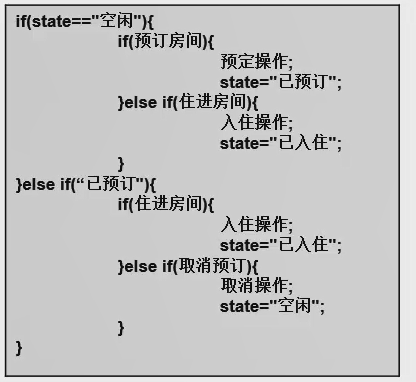 if(state=="空闲"){
if(预订房间){
预定操作;
state="已预订";
}else if(住进房间){
入住操作;
state="已入住";
}
}else if(“已预订"){
if(住进房间){
入住操作;
state="已入住";
}else if(取消预订){
取消操作;
state="空闲";
}
}